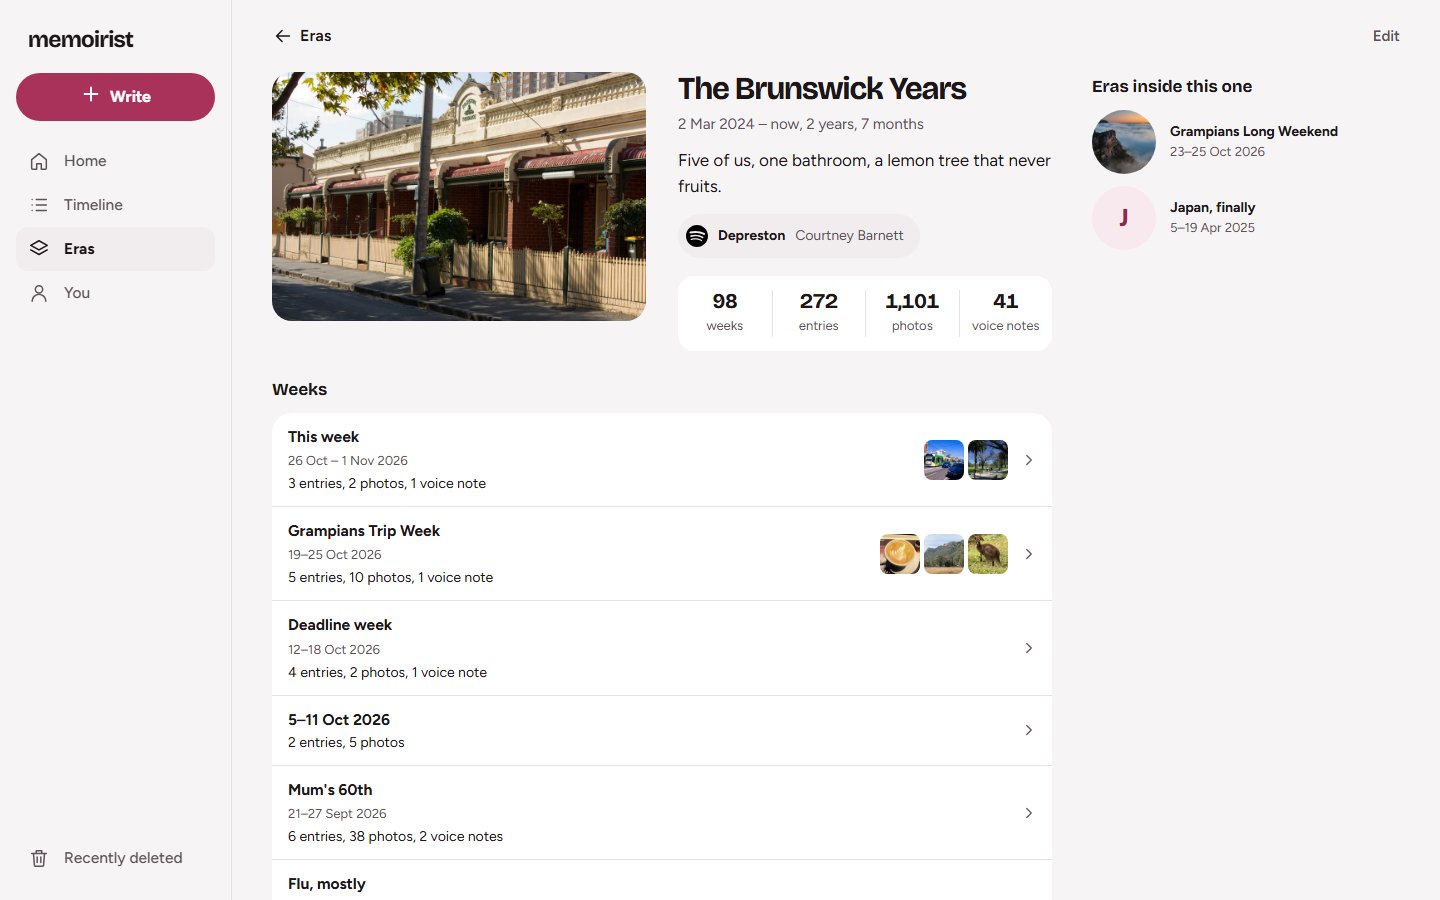 memoirist
Write
Home
Timeline
Eras
You
Recently deleted
Eras
Edit
The Brunswick Years
2 Mar 2024 – now, 2 years, 7 months
Five of us, one bathroom, a lemon tree that never
fruits.
Depreston Courtney Barnett
98
weeks
272
entries
1,101
photos
41
voice notes
Eras inside this one
Grampians Long Weekend
23–25 Oct 2026
J
Japan, finally
5–19 Apr 2025
Weeks
This week
26 Oct – 1 Nov 2026
3 entries, 2 photos, 1 voice note
Grampians Trip Week
19–25 Oct 2026
5 entries, 10 photos, 1 voice note
Deadline week
12–18 Oct 2026
4 entries, 2 photos, 1 voice note
5–11 Oct 2026
2 entries, 5 photos
Mum's 60th
21–27 Sept 2026
6 entries, 38 photos, 2 voice notes
Flu, mostly